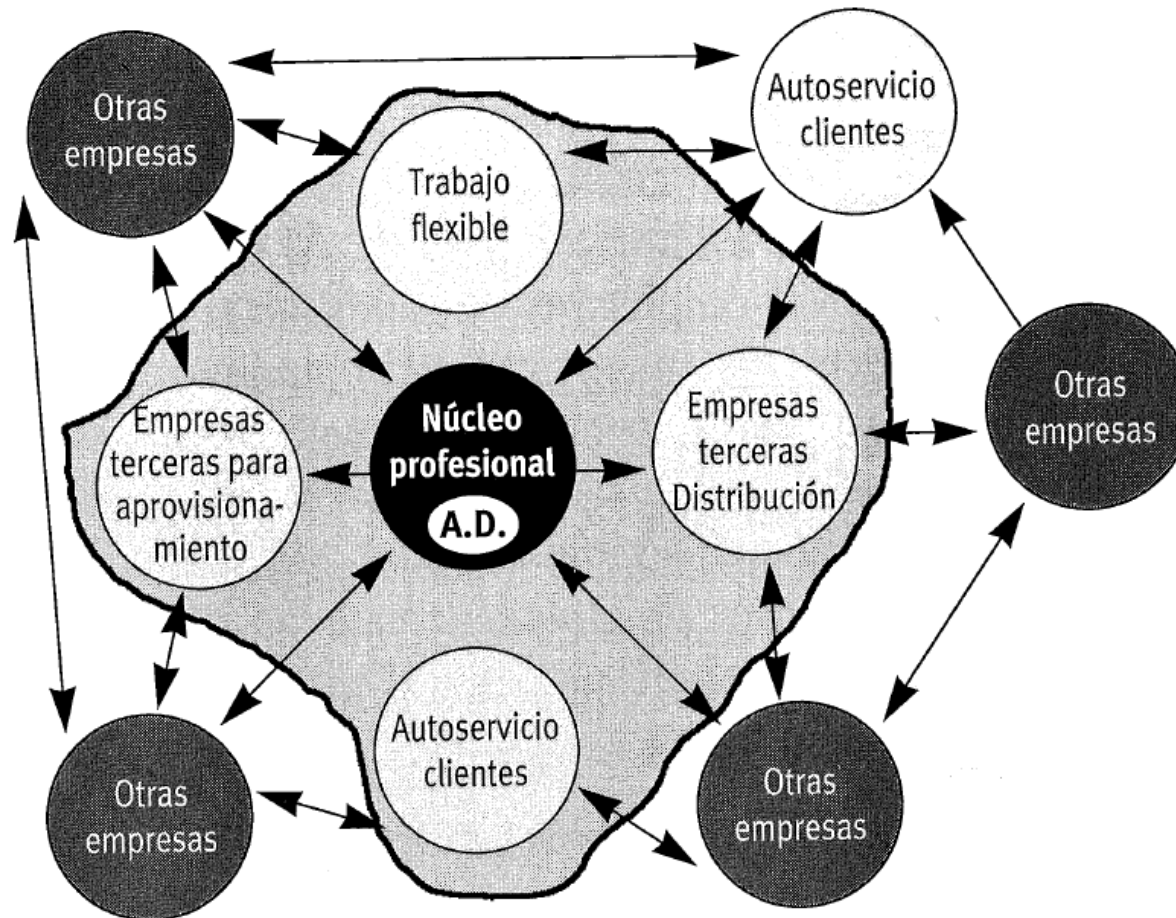 Otras
empresas
Autoservicio
clientes
Trabajo
flexible
Otras
empresas
Empresas
terceras para
aprovisiona-
miento
Núcleo
profesional
A.D.
Empresas
terceras
Distribución
Autoservicio
clientes
Otras
empresas
Otras
empresas